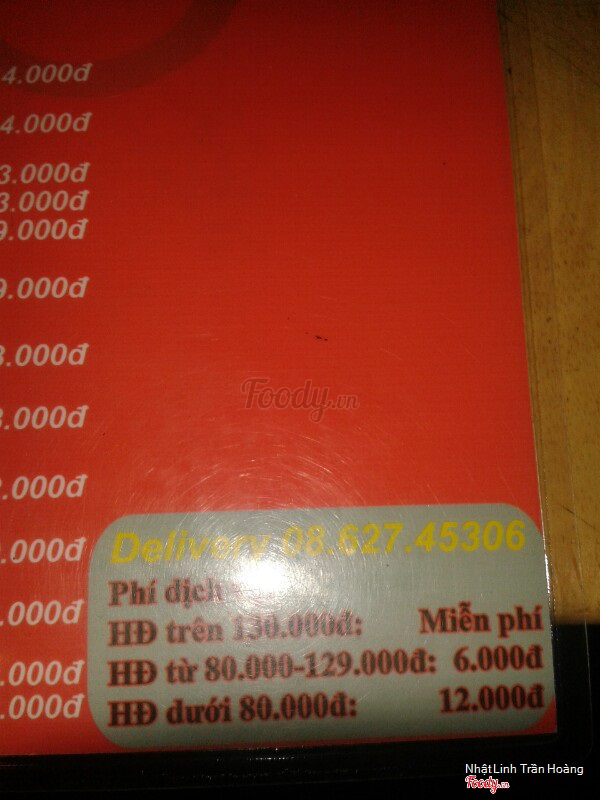 4.000đ
4.000đ
3.000đ
3.000đ
9.000đ
9.000đ
3.000đ
3.000đ
.000đ
.000đ
.000đ
.000đ
.000đ
Foody.vn
Delivery 08.627.45306
Phí dịch
HĐ trên 130.000đ: Miễn phí
HĐ từ 80.000-129.000đ: 6.000đ
HĐ dưới 80.000đ: 12.000đ
Nhật Linh Trần Hoàng
Foody.vn